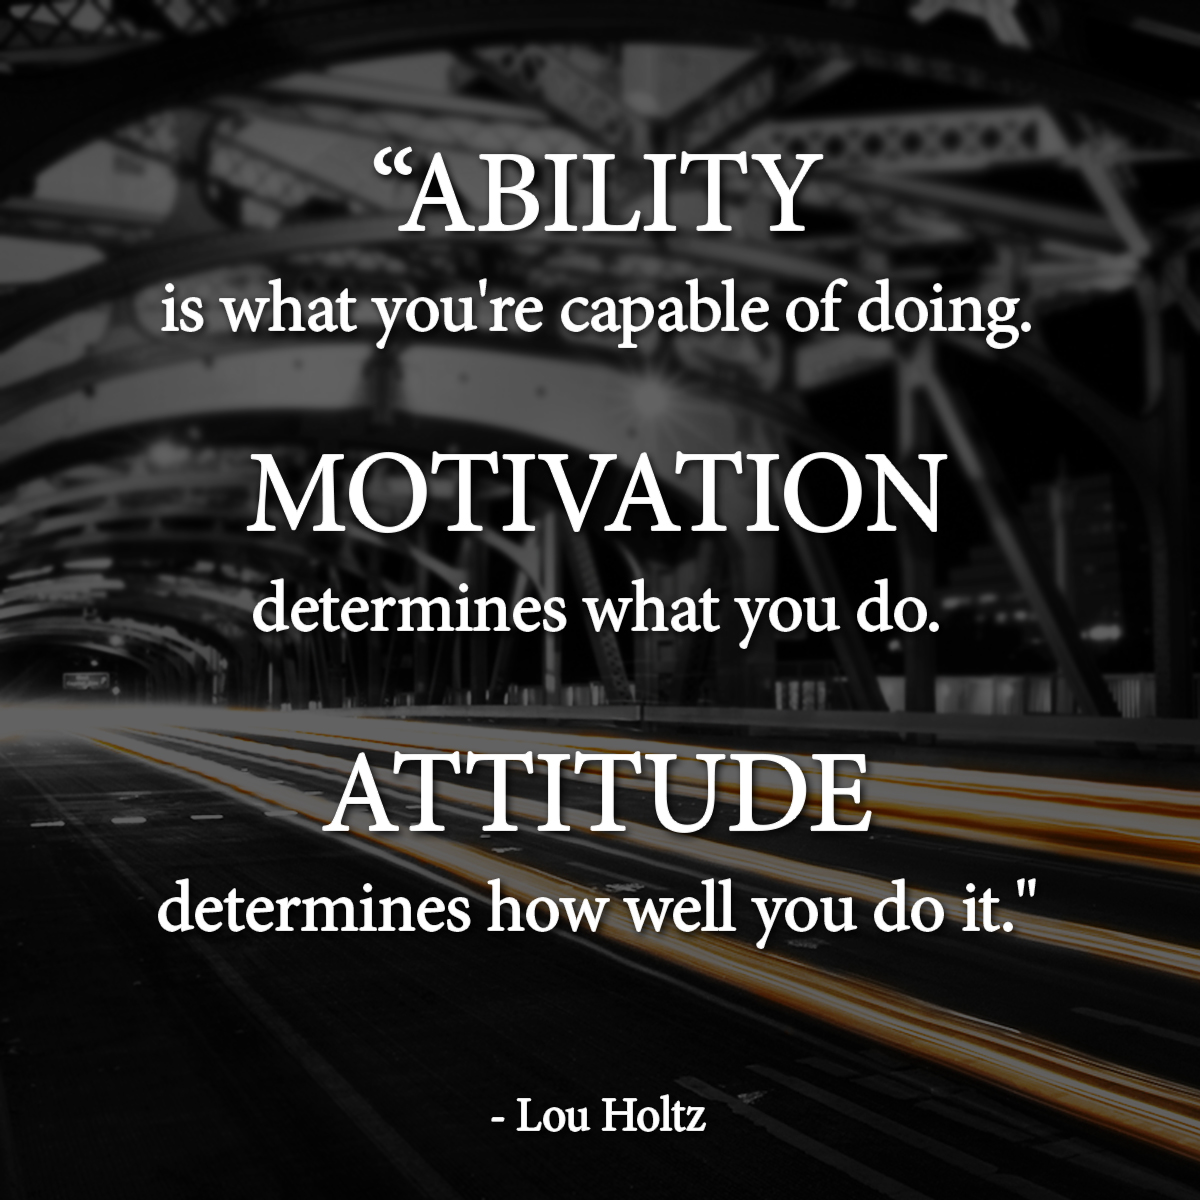 “ABILITY
is what you're capable of doing.
MOTIVATION
determines what you do.
ATTITUDE
determines how well you do it."
- Lou Holtz